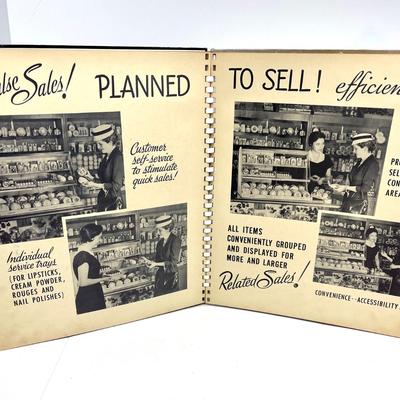 Sales! PLANNED
Customer
self-service
to stimulate
quick sales!
Individual
service trays
(FOR LIPSTICKS,
CREAM POWDER,
ROUGES AND
NAIL POLISHES)
TO SELL!
ALL ITEMS
CONVENIENTLY GROUPED
AND DISPLAYED FOR
MORE AND LARGER
Related Sales!
CONVENIENCE--ACCESSIBILITY